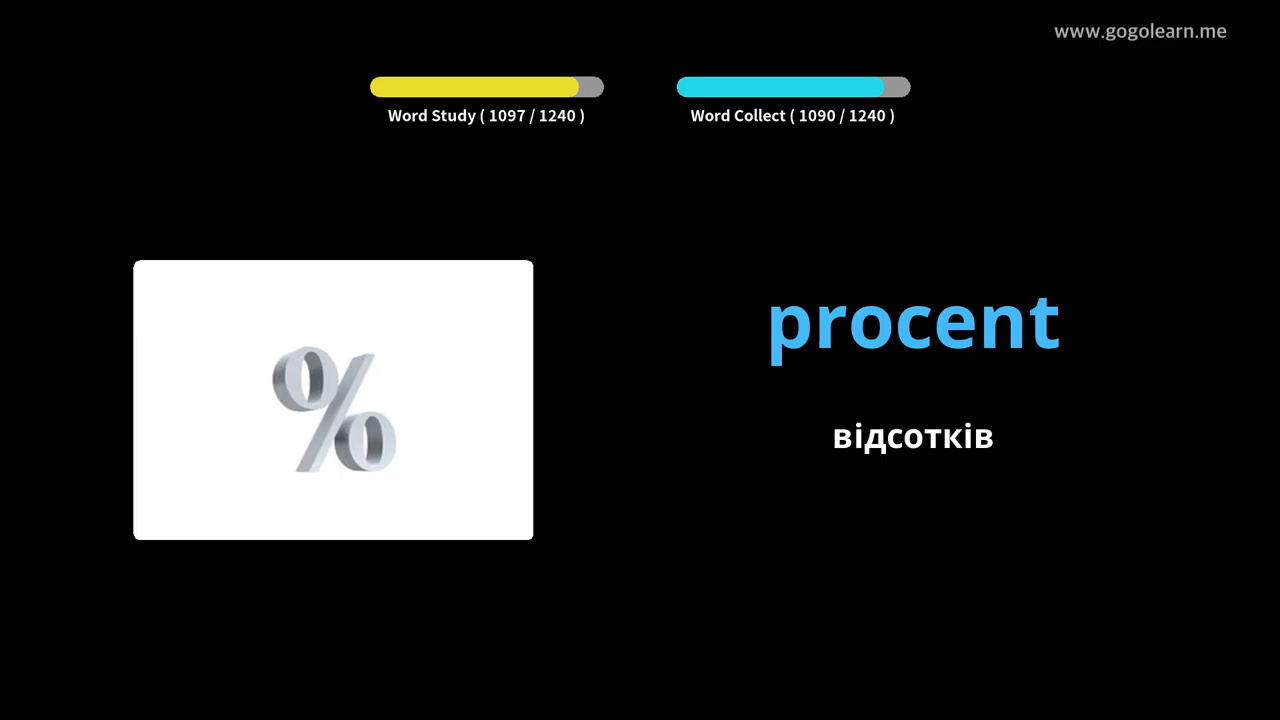 www.gogolearn.me
Word Study ( 1097 / 1240 )
Word Collect ( 1090 / 1240 )
%
procent
відсотків